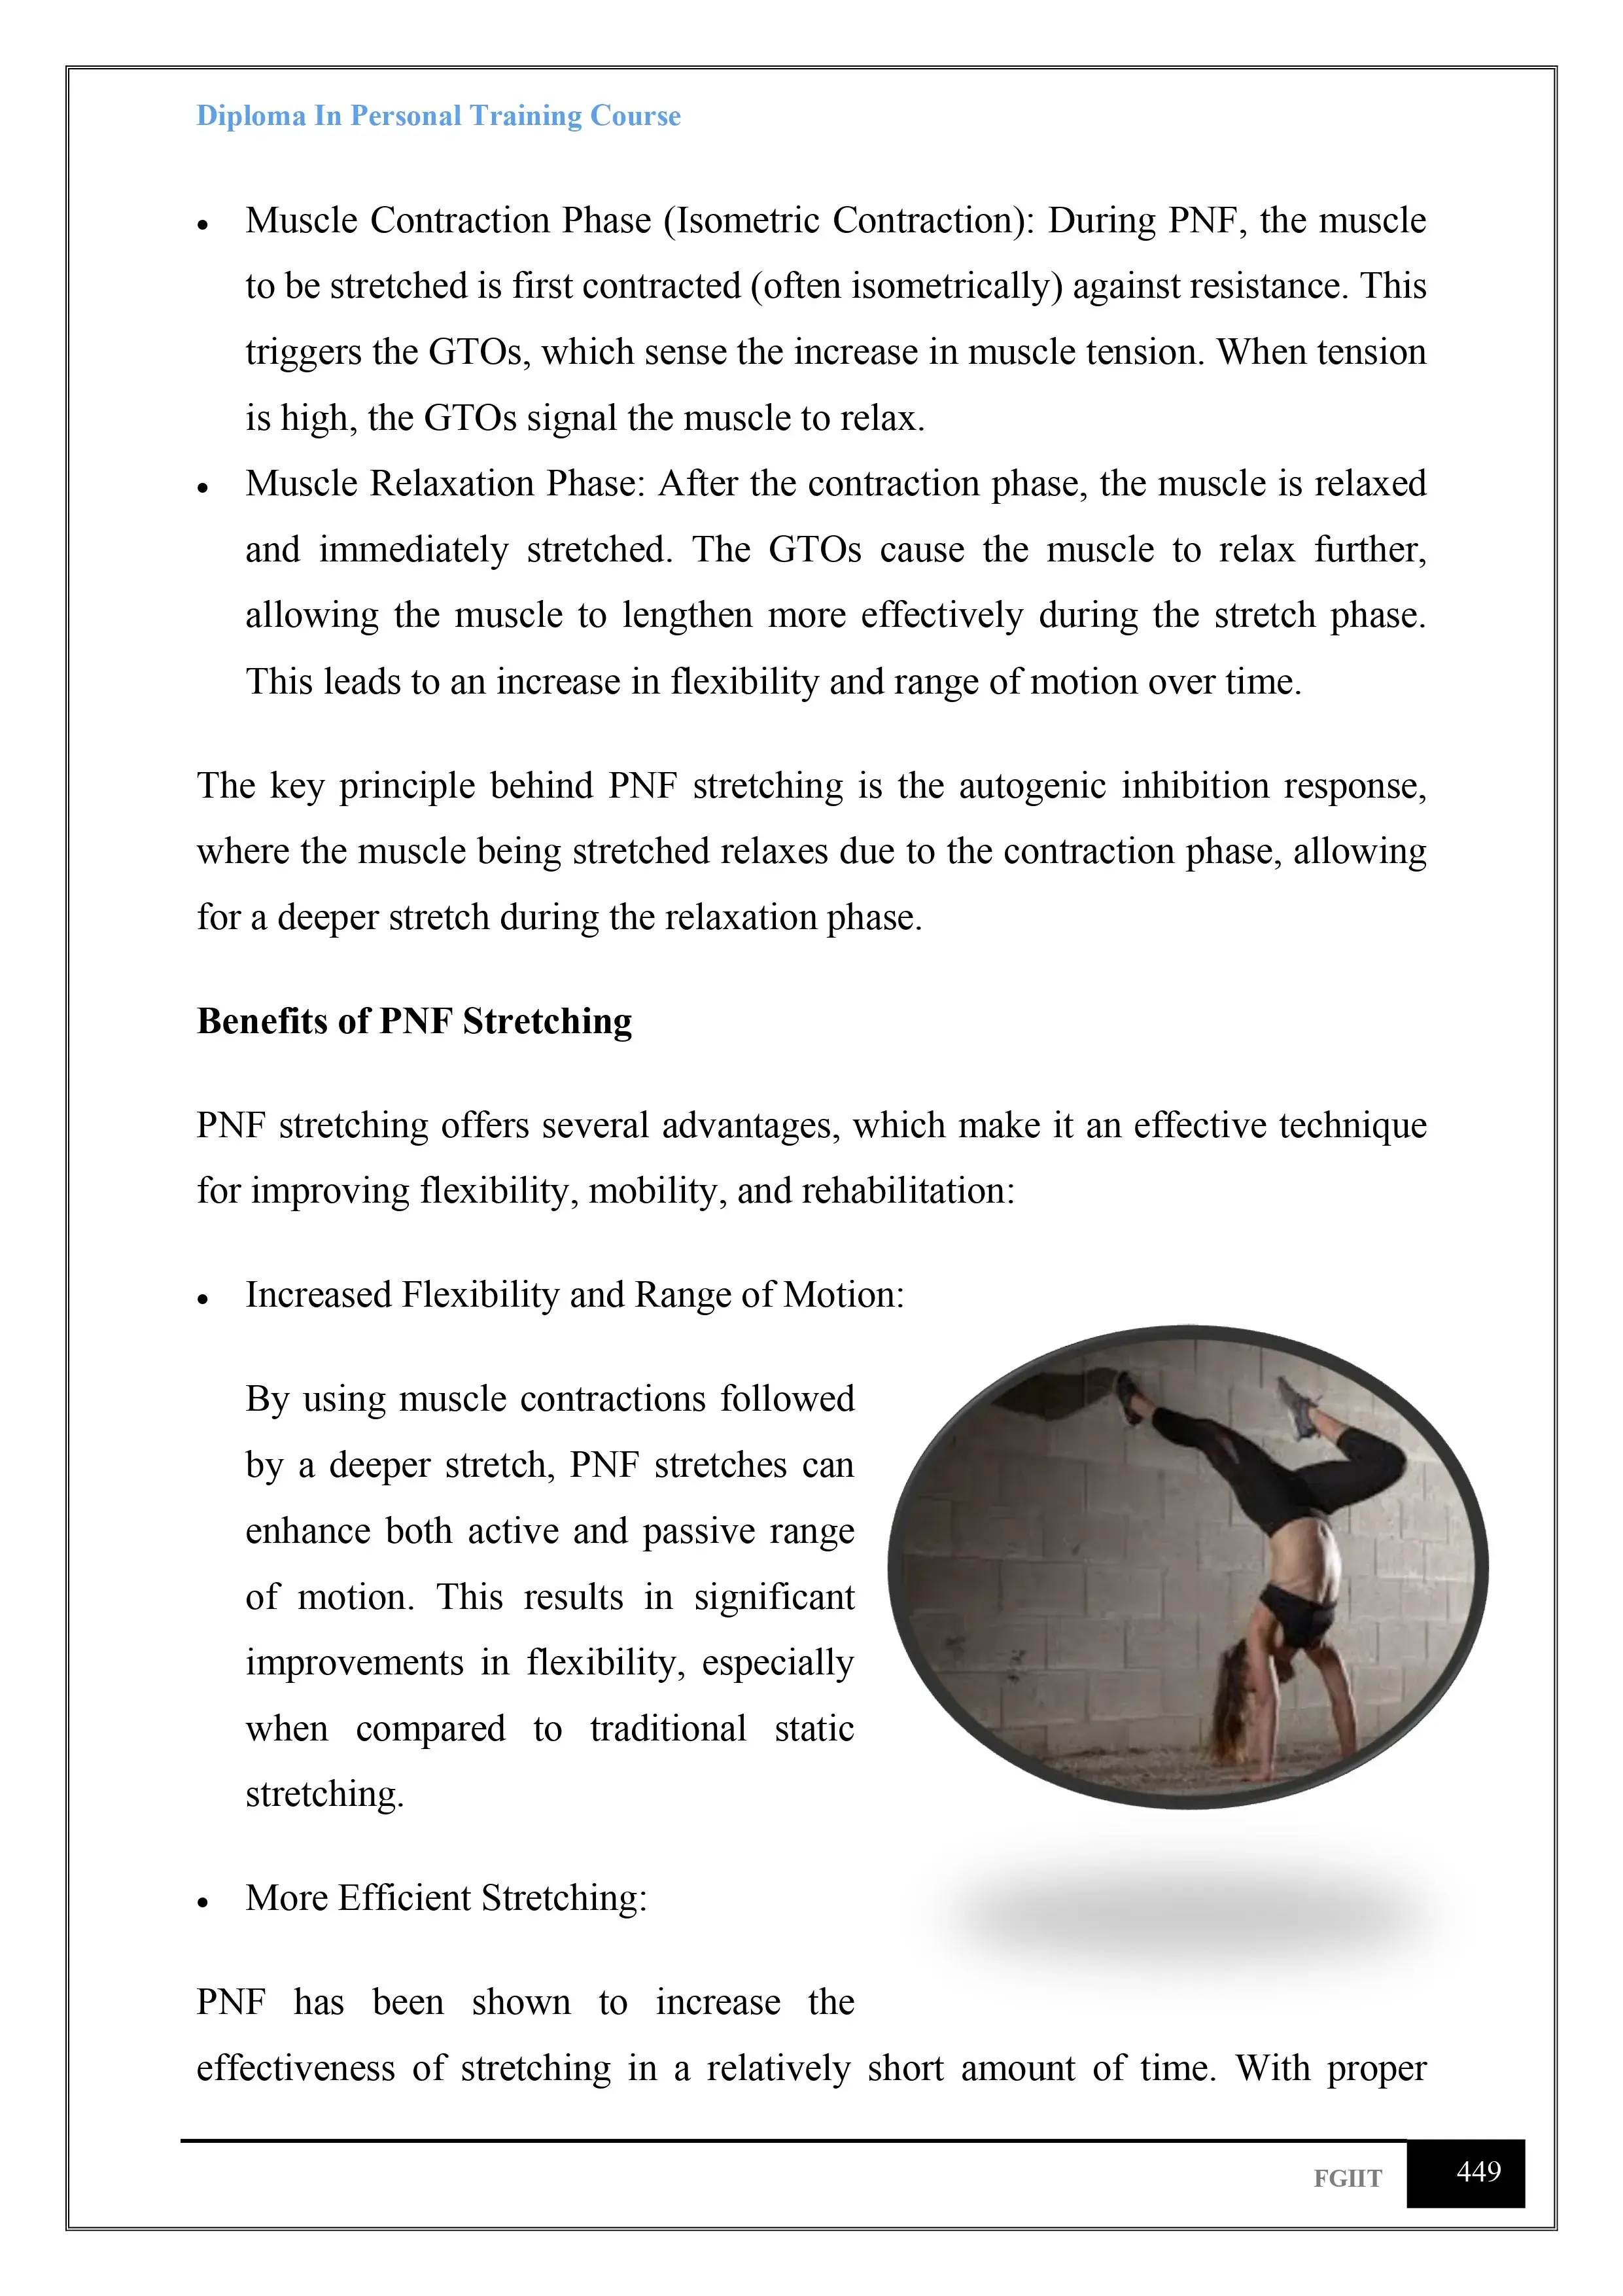 Diploma In Personal Training Course
• Muscle Contraction Phase (Isometric Contraction): During PNF, the muscle
to be stretched is first contracted (often isometrically) against resistance. This
triggers the GTOs, which sense the increase in muscle tension. When tension
is high, the GTOs signal the muscle to relax.
• Muscle Relaxation Phase: After the contraction phase, the muscle is relaxed
and immediately stretched. The GTOs cause the muscle to relax further,
allowing the muscle to lengthen more effectively during the stretch phase.
This leads to an increase in flexibility and range of motion over time.
The key principle behind PNF stretching is the autogenic inhibition response,
where the muscle being stretched relaxes due to the contraction phase, allowing
for a deeper stretch during the relaxation phase.
Benefits of PNF Stretching
PNF stretching offers several advantages, which make it an effective technique
for improving flexibility, mobility, and rehabilitation:
• Increased Flexibility and Range of Motion:
By using muscle contractions followed
by a deeper stretch, PNF stretches can
enhance both active and passive range
of motion. This results in significant
improvements in flexibility, especially
when compared to traditional static
stretching.
• More Efficient Stretching:
PNF has been shown to increase the
effectiveness of stretching in a relatively short amount of time. With proper
FGIIT 449